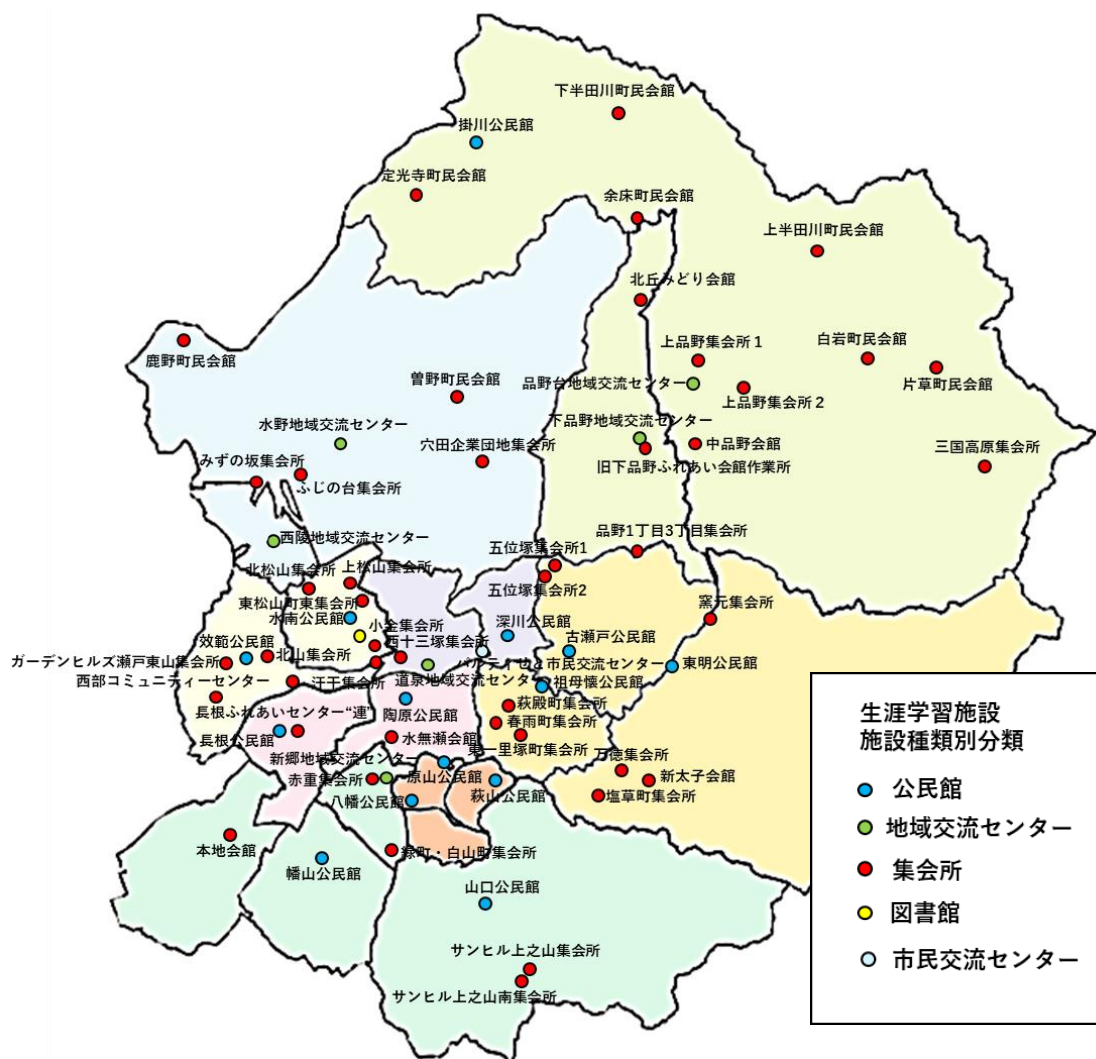 下半田川町民会館
掛川公民館
定光寺町民会館
余床町民会館
上半田川町民会館
北丘みどり会館
鹿野町民会館
上品野集会所１
白岩町民会館
片草町民会館
曽野町民会館
品野台地域交流センター
上品野集会所２
水野地域交流センター
下品野地域交流センター
中品野会館
穴田企業団地集会所
旧下品野ふれあい会館作業所
三国高原集会所
みずの坂集会所
ふじの台集会所
西陵地域交流センター
品野1丁目3丁目集会所
五位塚集会所1
五位塚集会所2
北松山集会所
上松山集会所
東松山町東集会所
水南公民館
小金集会所
深川公民館
窯元集会所
古瀬戸公民館
効範公民館
北山集会所
西十三塚集会所
パルティせと市民交流センター
東明公民館
ガーデンヒルズ瀬戸東山集会所
西部コミュニティーセンター
汗干集会所
道泉地域交流センター
祖母懐公民館
長根ふれあいセンター“連”
陶原公民館
萩殿町集会所
春雨町集会所
長根公民館
水無瀬会館
東一里塚町集会所
新郷地域交流センター
原山公民館
万徳集会所
赤重集会所
新太子会館
八幡公民館
萩山公民館
塩草町集会所
本地会館
緑町・白山町集会所
幡山公民館
山口公民館
サンヒル上之山集会所
サンヒル上之山南集会所
生涯学習施設
施設種類別分類
公民館
地域交流センター
集会所
図書館
市民交流センター